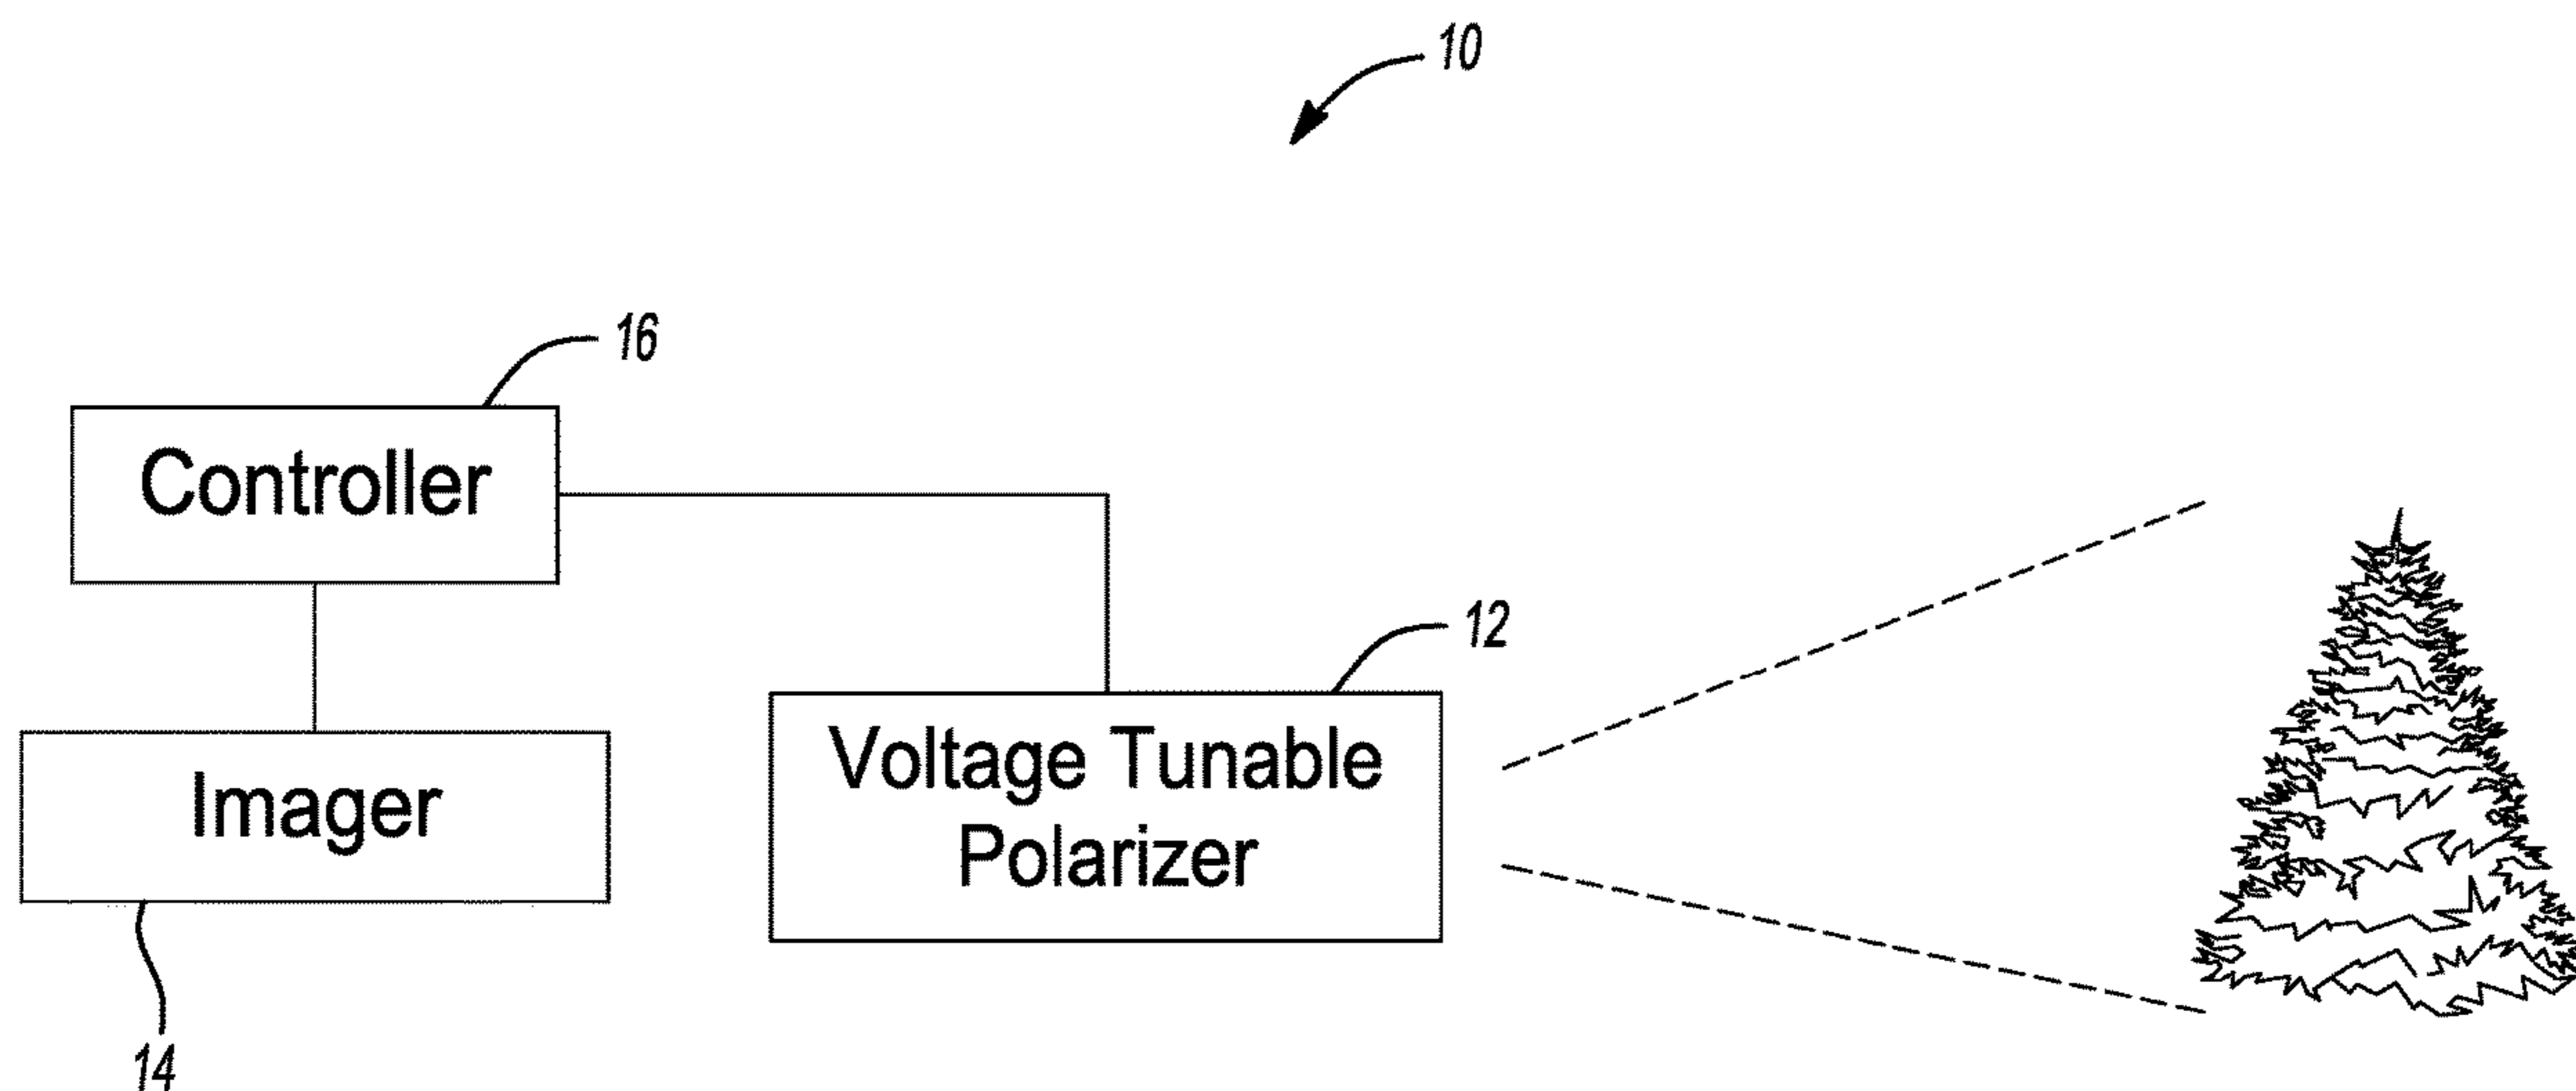 10
16
Controller
12
Voltage Tunable
Polarizer
Imager
14